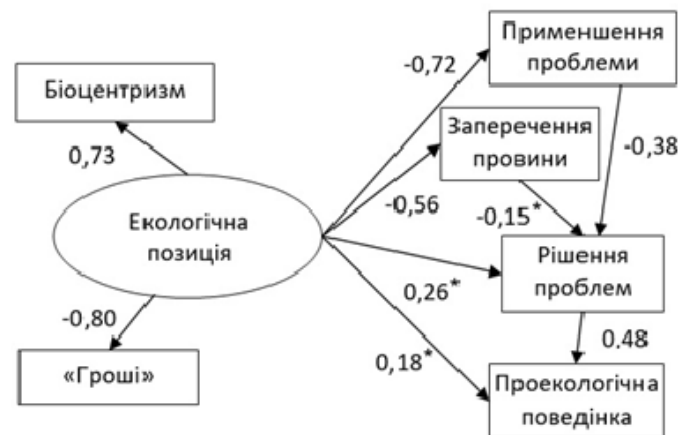 Применшення
проблеми
-0,72
Біоцентризм
Заперечення
провини
0,73
-0,38
-0,56
-0,15*
Екологічна
позиція
Рішення
проблем
0,26*
-0,80
0,48
0,18*
«Гроші»
Проекологічна
поведінка